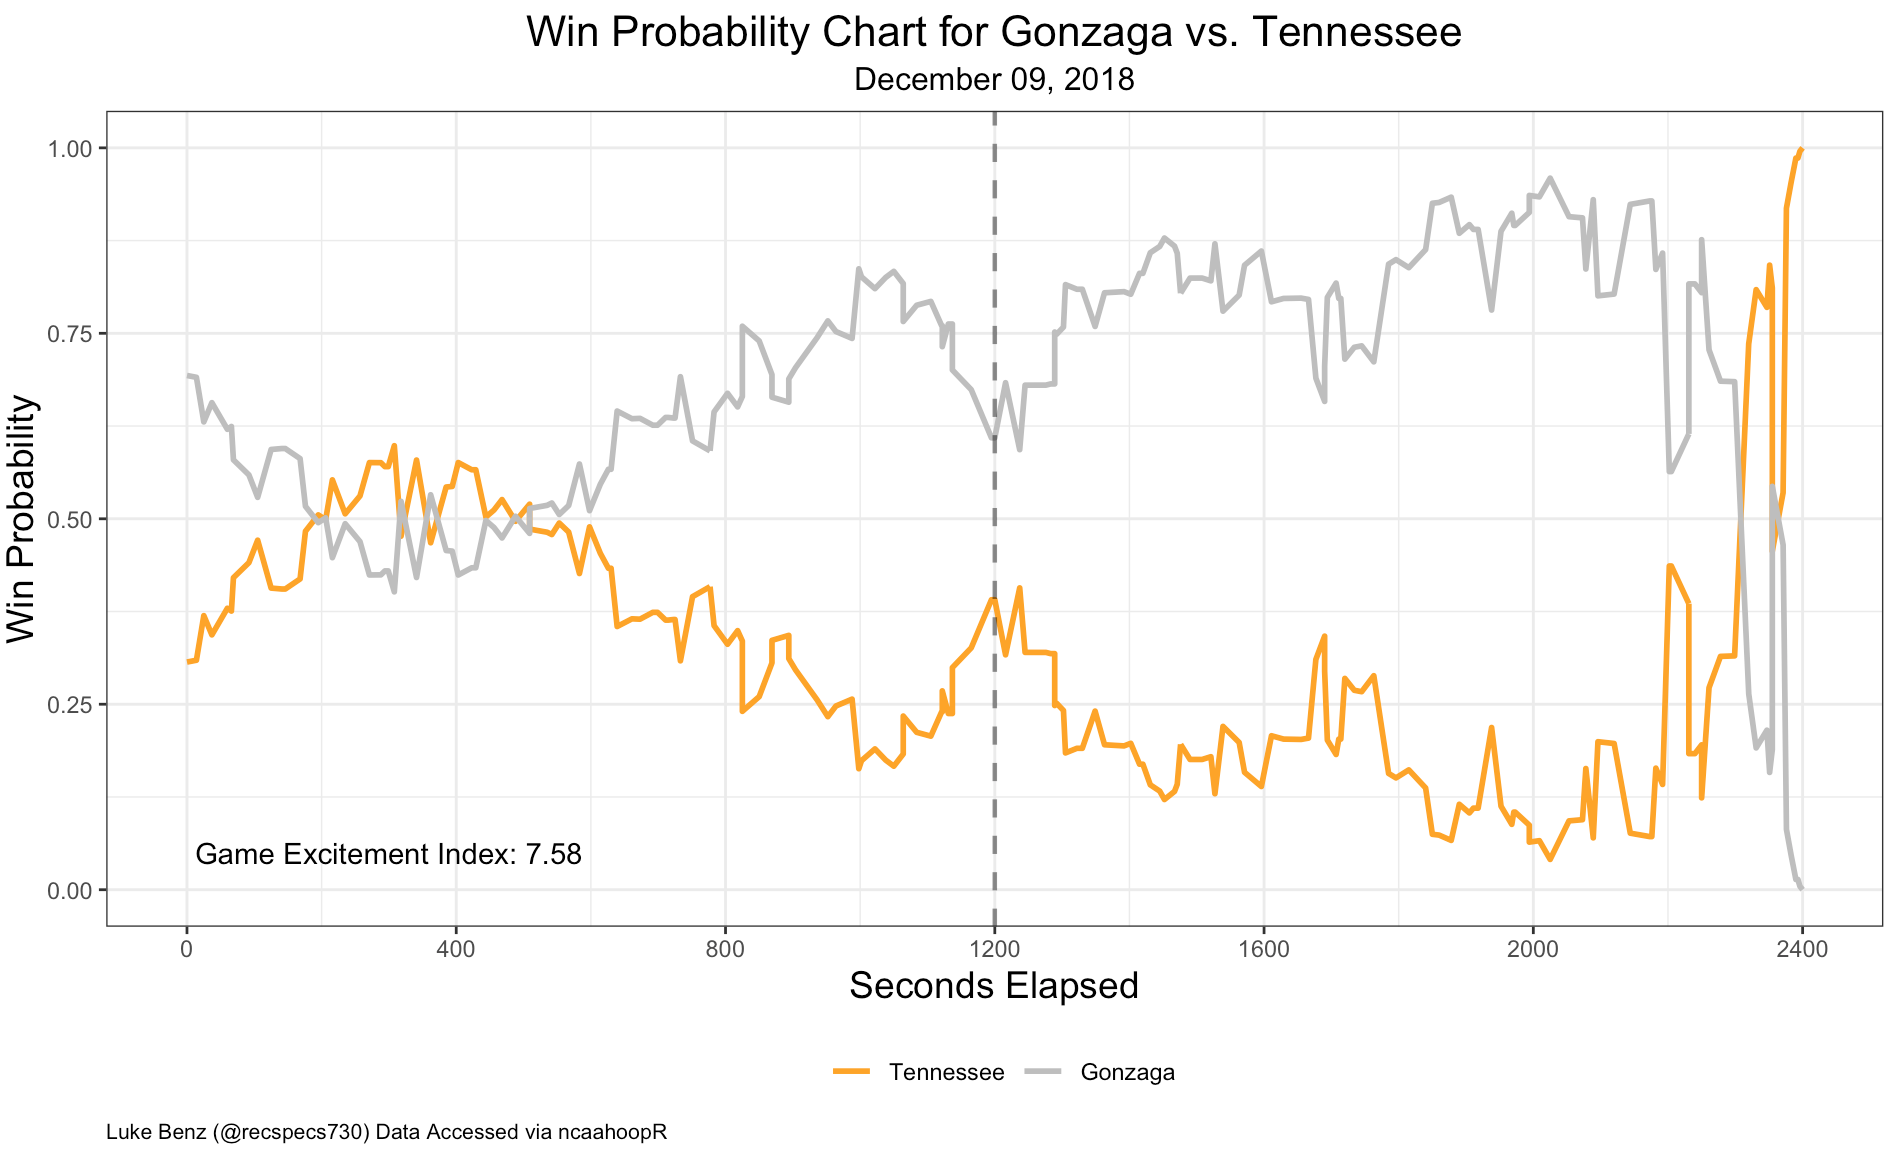 Win Probability Chart for Gonzaga vs. Tennessee
December 09, 2018
Win Probability
1.00
0.75
0.50
0.25
0.00
Game Excitement Index: 7.58
0 400 800 1200 1600 2000 2400
Seconds Elapsed
Tennessee Gonzaga
Luke Benz (@recspecs730) Data Accessed via ncaahoopR